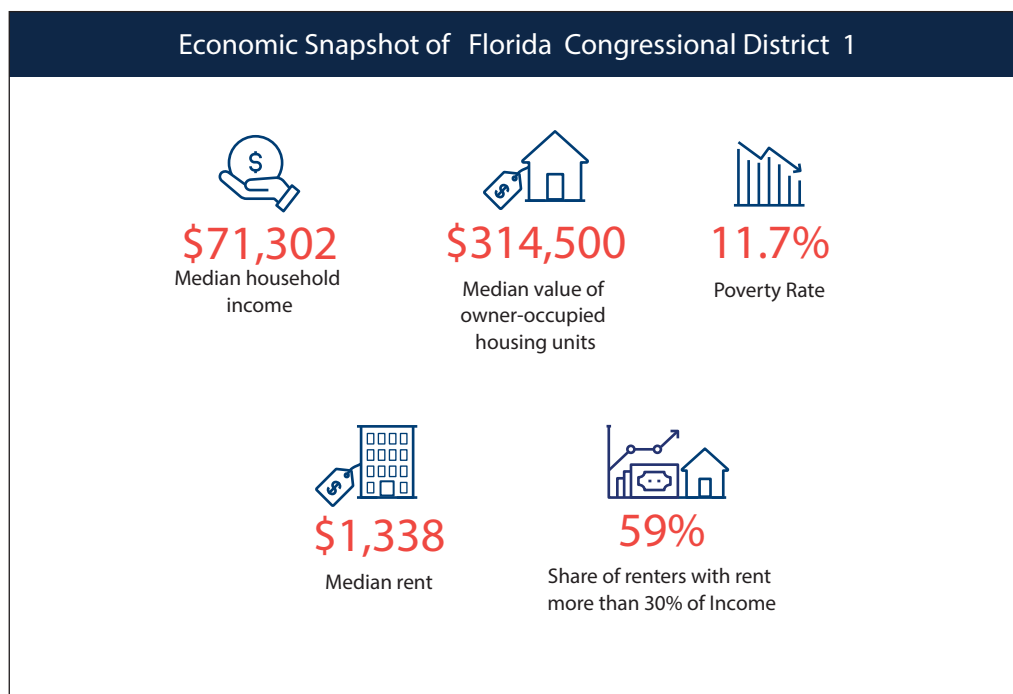 Economic Snapshot of Florida Congressional District 1
$
$
$71,302
Median household
income
$314,500
Median value of
owner-occupied
housing units
11.7%
Poverty Rate
$
$1,338
Median rent
59%
Share of renters with rent
more than 30% of Income